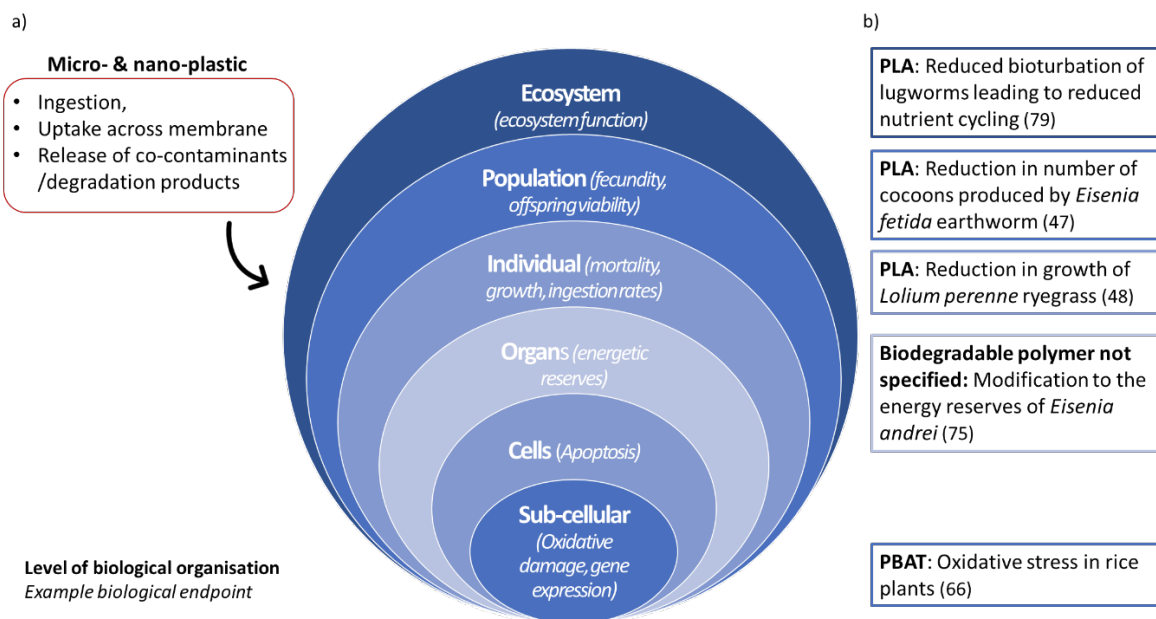 a)
Micro- & nano-plastic
• Ingestion,
• Uptake across membrane
• Release of co-contaminants
/degradation products
Ecosystem
(ecosystem function)
Population (fecundity,
offspring viability)
Individual (mortality,
growth, ingestion rates)
Organs (energetic
reserves)
Cells (Apoptosis)
Sub-cellular
(Oxidative
damage, gene
expression)
Level of biological organisation
Example biological endpoint
b)
PLA: Reduced bioturbation of
lugworms leading to reduced
nutrient cycling (79)
PLA: Reduction in number of
cocoons produced by Eisenia
fetida earthworm (47)
PLA: Reduction in growth of
Lolium perenne ryegrass (48)
Biodegradable polymer not
specified: Modification to the
energy reserves of Eisenia
andrei (75)
PBAT: Oxidative stress in rice
plants (66)